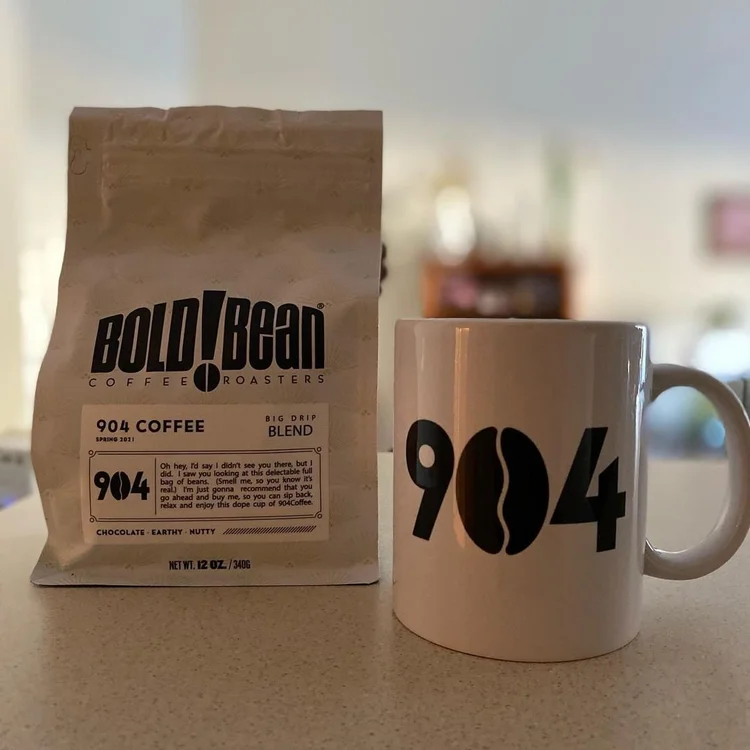 BOLD!Bean®
COFFEE ROASTERS
904 COFFEE
SPRING 2021
BIG DRIP
BLEND
904
Oh hey, I'd say I didn't see you there, but I
did. I saw you looking at this delectable full
bag of beans. (Smell me, so you know it's
real.) I'm just gonna recommend that you
go ahead and buy me, so you can sip back,
relax and enjoy this dope cup of 904Coffee.
CHOCOLATE · EARTHY · NUTTY
NET WT. 12 OZ. / 340G
904